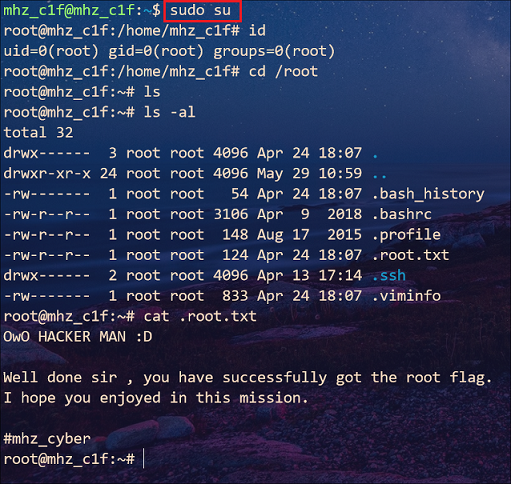 mhz_c1f@mhz_c1f:~$ sudo su
root@mhz_c1f:/home/mhz_c1f# id
uid=0(root) gid=0(root) groups=0(root)
root@mhz_c1f:/home/mhz_c1f# cd /root
root@mhz_c1f:~# ls
root@mhz_c1f:~# ls -al
total 32
drwx------  3 root root 4096 Apr 24 18:07 .
drwxr-xr-x 24 root root 4096 May 29 10:59 ..
-rw-------  1 root root   54 Apr 24 18:07 .bash_history
-rw-r--r--  1 root root 3106 Apr  9  2018 .bashrc
-rw-r--r--  1 root root  148 Aug 17  2015 .profile
-rw-r--r--  1 root root  124 Apr 24 18:07 .root.txt
drwx------  2 root root 4096 Apr 13 17:14 .ssh
-rw-------  1 root root  833 Apr 24 18:07 .viminfo
root@mhz_c1f:~# cat .root.txt
OwO HACKER MAN :D
Well done sir , you have successfully got the root flag.
I hope you enjoyed in this mission.
#mhz_cyber
root@mhz_c1f:~#